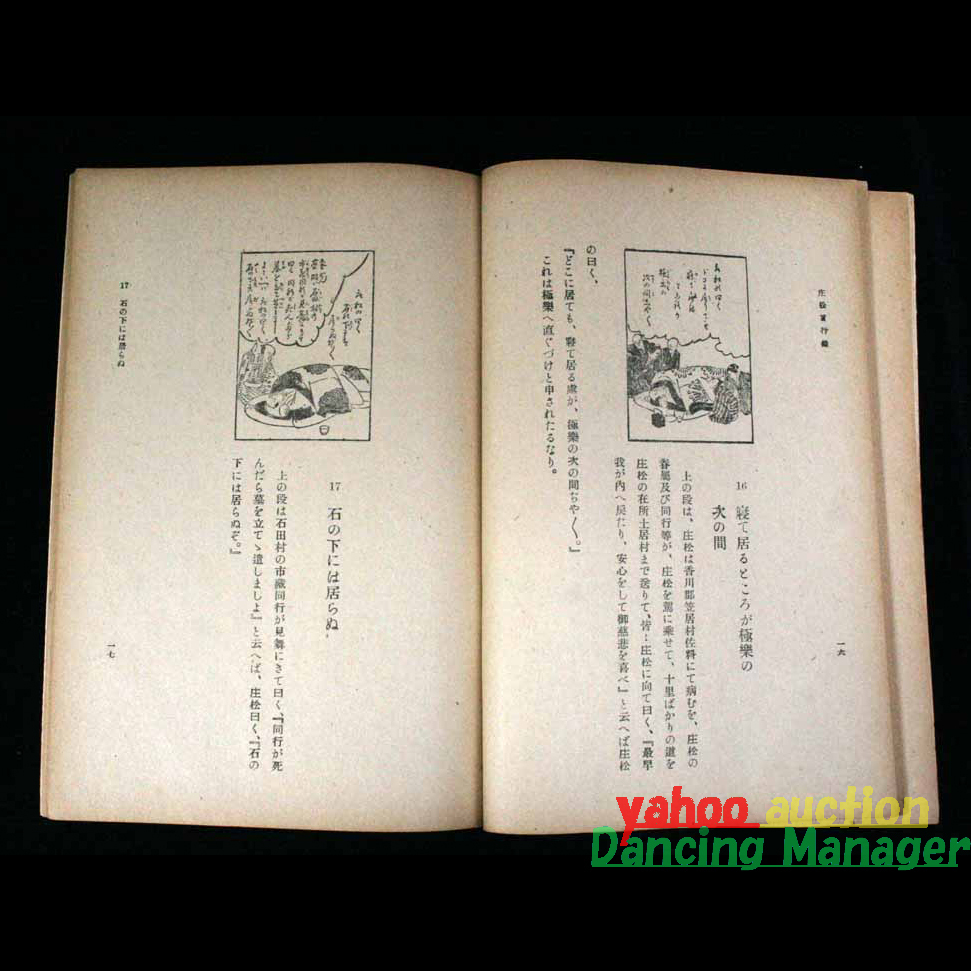 庄松言行錄
16 寢て居るところが極樂の
次の間
上の段は、庄松は香川郡笠居村佐料にて病むを、庄松の
眷屬及び同行等が、庄松を駕に乘せて、十里ばかりの道を
庄松の在所土居村まで送りて、皆々庄松に向て曰く、『最早
我が內へ戾たり、安心をして御慈悲を喜べ』と云へば庄松
の曰く、
『どこに居ても、寢て居る處が、極樂の次の間ぢやく。』
これは極樂へ直ぐづけと申されたるなり。
一六
17 石の下には居らぬ
上の段は石田村の市藏同行が見舞にきて曰く、『同行が死
んだら墓を立てゝ遣しましよ』と云へば、庄松曰く、『石の
下には居らぬぞ。』
17 石の下には居らぬ
一七
yahoo auction
Dancing Manager